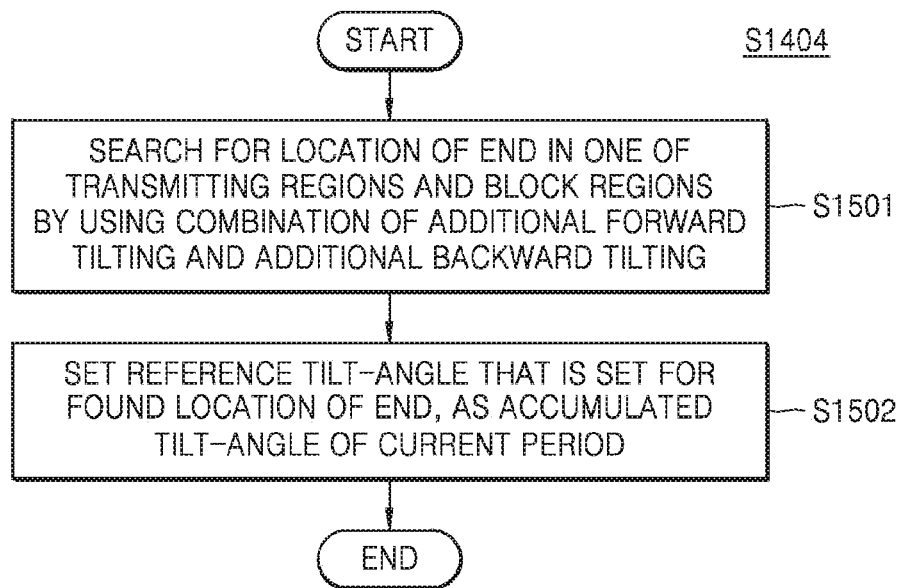 START
S1404
SEARCH FOR LOCATION OF END IN ONE OF
TRANSMITTING REGIONS AND BLOCK REGIONS
BY USING COMBINATION OF ADDITIONAL FORWARD
TILTING AND ADDITIONAL BACKWARD TILTING
S1501
SET REFERENCE TILT-ANGLE THAT IS SET FOR
FOUND LOCATION OF END, AS ACCUMULATED
TILT-ANGLE OF CURRENT PERIOD
S1502
END